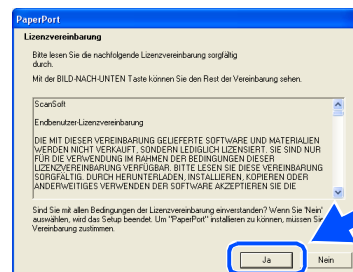 PaperPort
Lizenzvereinbarung
Bitte lesen Sie die nachfolgende Lizenzvereinbarung sorgfältig
durch.
Mit der BILD-NACH-UNTEN Taste können Sie den Rest der Vereinbarung sehen.
ScanSoft
Endbenutzer-Lizenzvereinbarung
DIE MIT DIESER VEREINBARUNG GELIEFERTE SOFTWARE UND MATERIALIEN
WERDEN NICHT VERKAUFT, SONDERN LEDIGLICH LIZENSIERT. SIE SIND NUR
FÜR DIE VERWENDUNG IM RAHMEN DER BEDINGUNGEN DIESER
LIZENZVEREINBARUNG VERFÜGBAR. BITTE LESEN SIE DIESE VEREINBARUNG
SORGFÄLTIG. DURCH HERUNTERLADEN, INSTALLIEREN, KOPIEREN ODER
ANDERWEITIGES VERWENDEN DER SOFTWARE AKZEPTIEREN SIE DIE
Sind Sie mit allen Bedingungen der Lizenzvereinbarung einverstanden? Wenn Sie 'Nein'
auswählen, wird das Setup beendet. Um "PaperPort" installieren zu können, müssen Sie
Vereinbarung zustimmen.
Ja
Nein